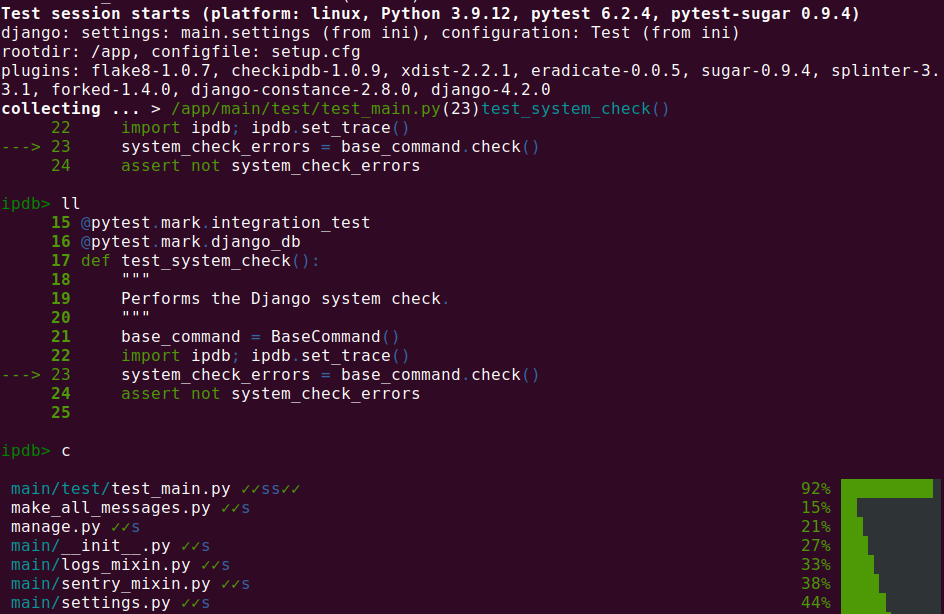 Test session starts (platform: linux, Python 3.9.12, pytest 6.2.4, pytest-sugar 0.9.4)
django: settings: main.settings (from ini), configuration: Test (from ini)
rootdir: /app, configfile: setup.cfg
plugins: flake8-1.0.7, checkipdb-1.0.9, xdist-2.2.1, eradicate-0.0.5, sugar-0.9.4, splinter-3.
3.1, forked-1.4.0, django-constance-2.8.0, django-4.2.0
collecting ... > /app/main/test/test_main.py(23)test_system_check()
     22     import ipdb; ipdb.set_trace()
---> 23     system_check_errors = base_command.check()
     24     assert not system_check_errors
ipdb> ll
     15 @pytest.mark.integration_test
     16 @pytest.mark.django_db
     17 def test_system_check():
     18     """
     19     Performs the Django system check.
     20     """
     21     base_command = BaseCommand()
     22     import ipdb; ipdb.set_trace()
---> 23     system_check_errors = base_command.check()
     24     assert not system_check_errors
     25
ipdb> c
 main/test/test_main.py ✓✓ss✓✓ 92%
 make_all_messages.py ✓✓s 15%
 manage.py ✓✓s 21%
 main/__init__.py ✓✓s 27%
 main/logs_mixin.py ✓✓s 33%
 main/sentry_mixin.py ✓✓s 38%
 main/settings.py ✓✓s 44%